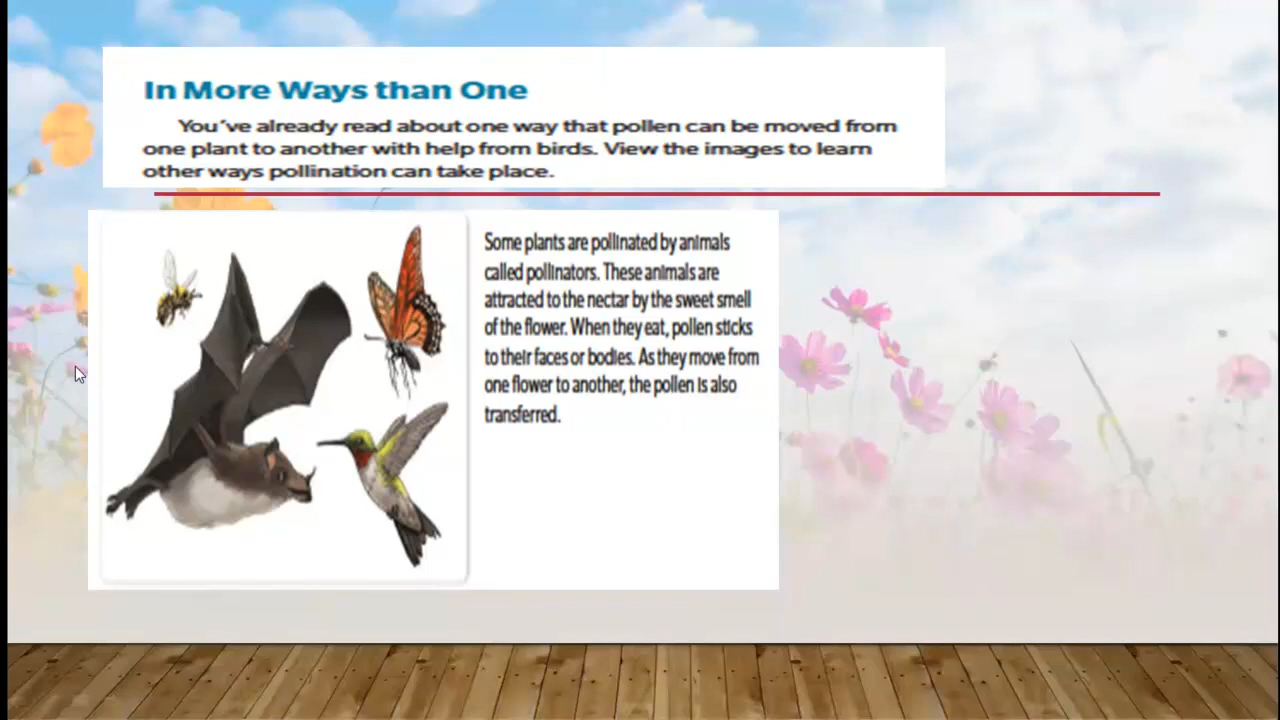 In More Ways than One
You've already read about one way that pollen can be moved from
one plant to another with help from birds. View the images to learn
other ways pollination can take place.
Some plants are pollinated by animals
called pollinators. These animals are
attracted to the nectar by the sweet smell
of the flower. When they eat, pollen sticks
to their faces or bodies. As they move from
one flower to another, the pollen is also
transferred.